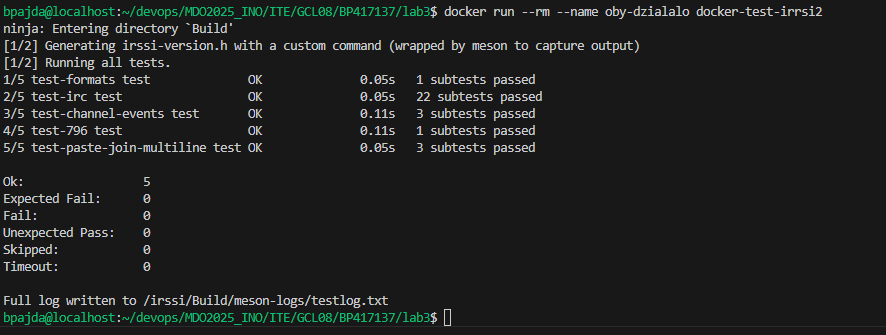 bpajda@localhost:~/devops/MDO2025_INO/ITE/GCL08/BP417137/lab3$ docker run --rm --name oby-dzialalo docker-test-irrsi2
ninja: Entering directory `Build'
[1/2] Generating irssi-version.h with a custom command (wrapped by meson to capture output)
[1/2] Running all tests.
1/5 test-formats test              OK              0.05s   1 subtests passed
2/5 test-irc test                  OK              0.05s   22 subtests passed
3/5 test-channel-events test       OK              0.11s   3 subtests passed
4/5 test-796 test                  OK              0.11s   1 subtests passed
5/5 test-paste-join-multiline test OK              0.05s   3 subtests passed

Ok:                 5
Expected Fail:      0
Fail:               0
Unexpected Pass:    0
Skipped:            0
Timeout:            0

Full log written to /irssi/Build/meson-logs/testlog.txt
bpajda@localhost:~/devops/MDO2025_INO/ITE/GCL08/BP417137/lab3$